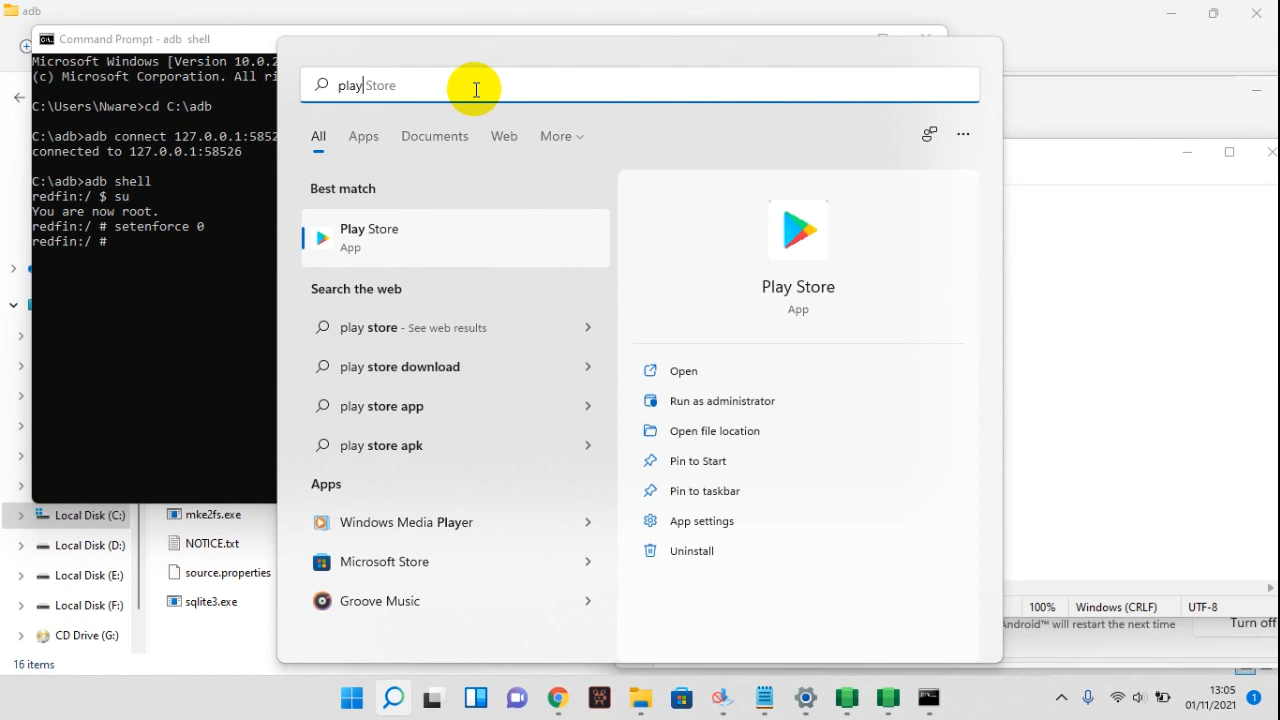 adb
Command Prompt - adb shell
Microsoft Windows [Version 10.0.2
(c) Microsoft Corporation. All ri
C:\Users\Nware>cd C:\adb
C:\adb>adb connect 127.0.0.1:5852
connected to 127.0.0.1:58526
C:\adb>adb shell
redfin:/ $ su
You are now root.
redfin:/ # setenforce 0
redfin:/ #
play Store
All Apps Documents Web More
Best match
Play Store
App
Search the web
play store - See web results
play store download
play store app
play store apk
Apps
Windows Media Player
Microsoft Store
Groove Music
Play Store
App
Open
Run as administrator
Open file location
Pin to Start
Pin to taskbar
App settings
Uninstall
Local Disk (C:)
Local Disk (D:)
Local Disk (E:)
Local Disk (F:)
CD Drive (G:)
mke2fs.exe
NOTICE.txt
source.properties
sqlite3.exe
16 items
100% Windows (CRLF) UTF-8
Android™ will restart the next time
Turn off
13:05
01/11/2021
1